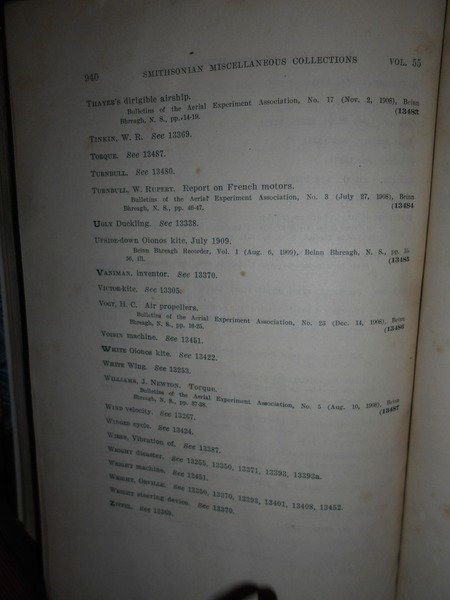 940 SMITHSONIAN MISCELLANEOUS COLLECTIONS VOL. 55
THAYER'S dirigible airship.
Bulletins of the Aerial Experiment Association, No. 17 (Nov. 2, 1908), Beinn
Bhreagh, N. S., pp. 14-19. (13483
TINKIN, W. R. See 13369.
TORQUE. See 13487.
TURNBULL. See 13480.
TURNBULL, W. RUPERT. Report on French motors.
Bulletins of the Aerial Experiment Association, No. 3 (July 27, 1908), Beinn
Bhreagh, N. S., pp. 46-47. (13484
UGLY Duckling. See 13338.
UPSIDE-DOWN Oionos kite, July 1909.
Beinn Bhreagh Recorder, Vol. 1 (Aug. 6, 1909), Beinn Bhreagh, N. S., pp. 55-
56, ill. (13485
VANIMAN, inventor. See 13370.
VICTOR-kite. See 13305.
VOGT, H. C. Air propellers.
Bulletins of the Aerial Experiment Association, No. 23 (Dec. 14, 1908), Beinn
Bhreagh, N. S., pp. 16-25. (13486
VOISIN machine. See 13451.
WHITE Oionos kite. See 13422.
WHITE Wing. See 13253.
WILLIAMS, J. NEWTON. Torque.
Bulletins of the Aerial Experiment Association, No. 5 (Aug. 10, 1908), Beinn
Bhreagh, N. S., pp. 37-38. (13487
WIND velocity. See 13267.
WINGED cycle. See 13424.
WIRES, Vibration of. See 13387.
WRIGHT disaster. See 13255, 13350, 13371, 13393, 13393a.
WRIGHT machine. See 13451.
WRIGHT, ORVILLE. See 13250, 13370, 13393, 13401, 13408, 13452.
WRIGHT steering device. See 13370.
See 13369.